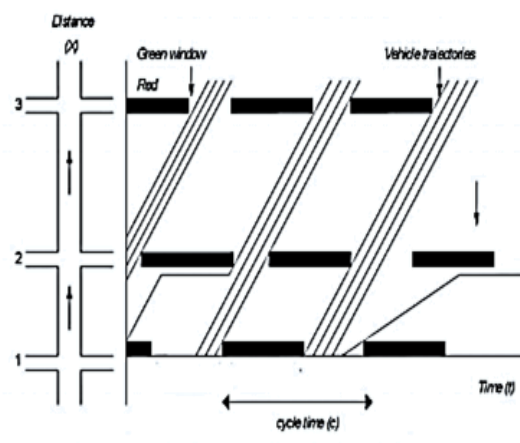 Distance
(X)
Green window
Vehicle trajectories
Red
3
2
1
Time (t)
cycle time (c)